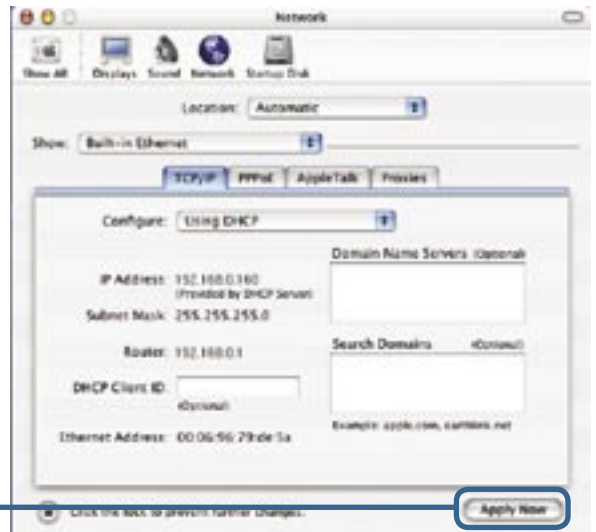 Network
Show All Displays Sound Network Startup Disk
Location: Automatic
Show: Built-in Ethernet
TCP/IP PPPoE AppleTalk Proxies
Configure: Using DHCP
Domain Name Servers (Optional)
IP Address: 192.168.0.160
(Provided by DHCP Server)
Subnet Mask: 255.255.255.0
Router: 192.168.0.1
Search Domains (Optional)
DHCP Client ID:
(Optional)
Example: apple.com, earthlink.net
Ethernet Address:
Click the lock to prevent further changes.
Apply Now